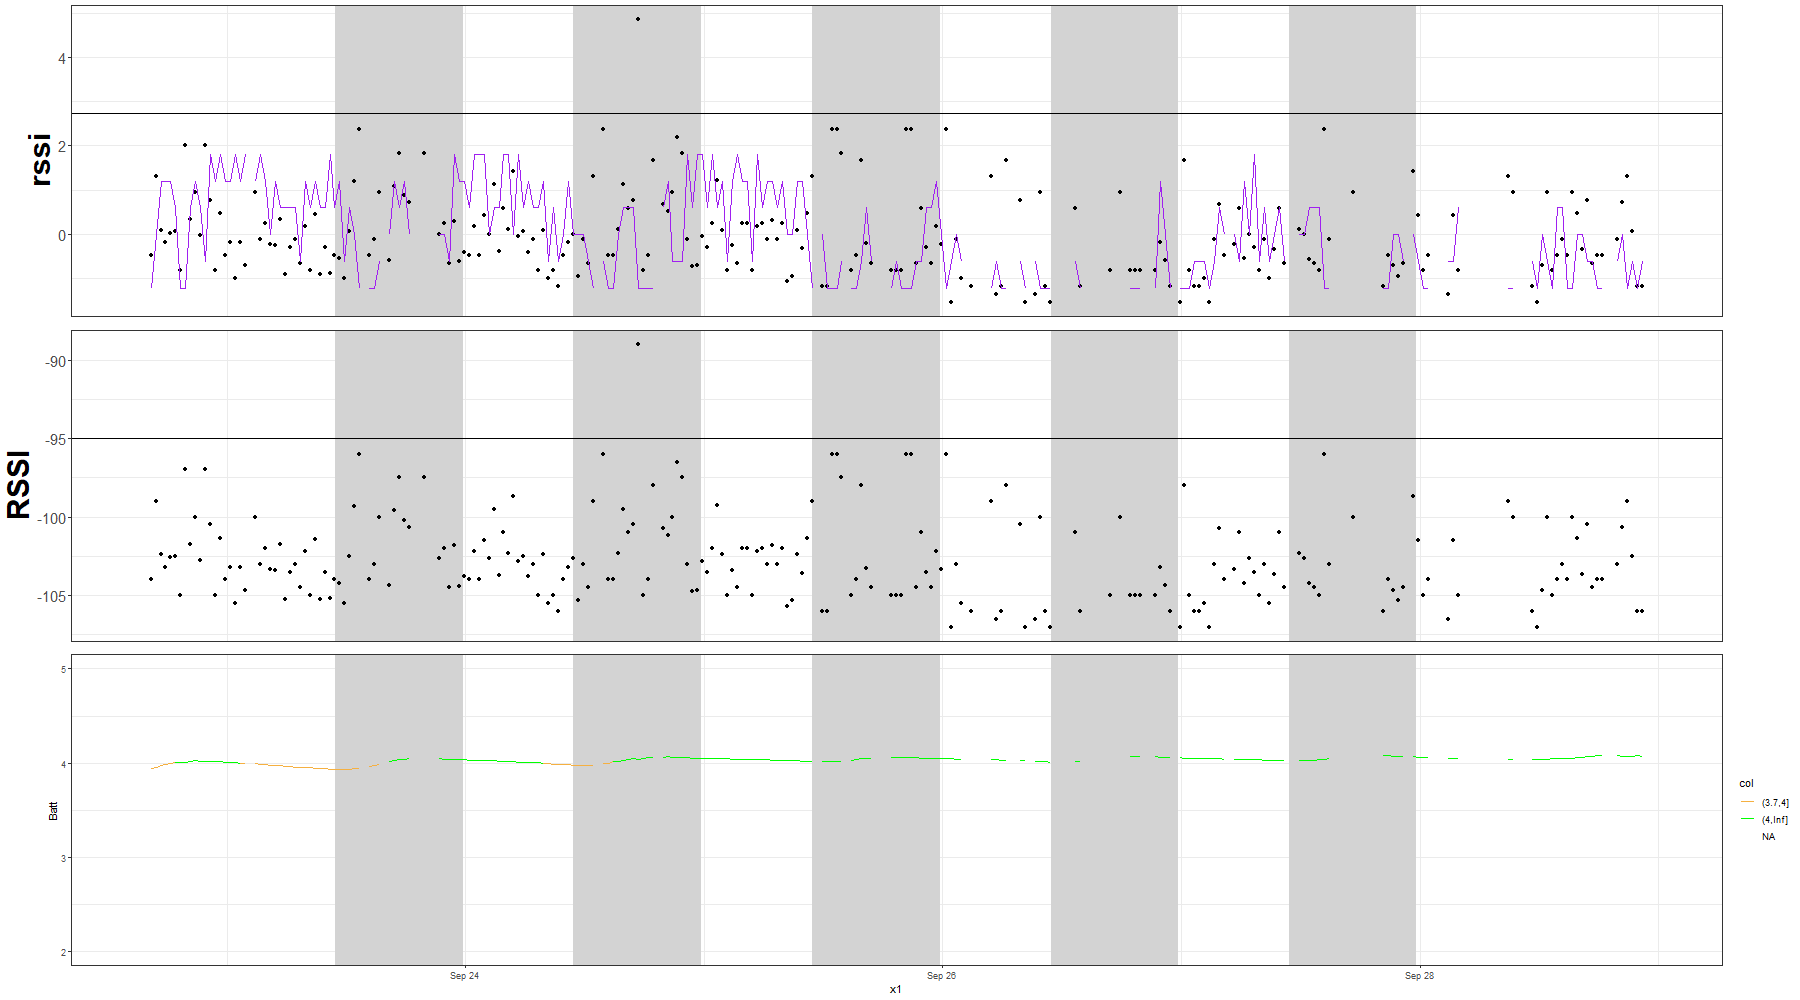 rssi
4
2
0
RSSI
-90
-95
-100
-105
Batt
5
4
3
2
Sep 24
Sep 26
Sep 28
x1
col
(3.7,4]
(4,Inf]
NA